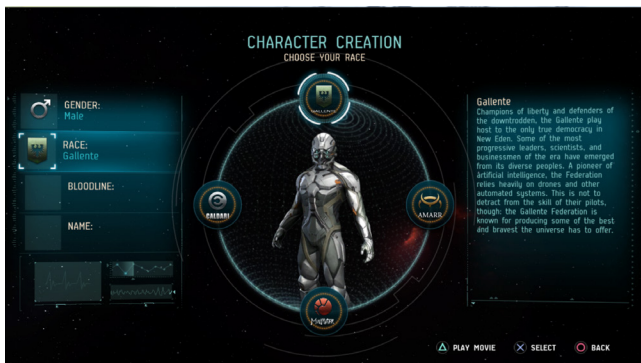 CHARACTER CREATION
CHOOSE YOUR RACE
GENDER:
Male
RACE:
Gallente
BLOODLINE:
NAME:
GALLENTE
CALDARI
AMARR
MINMATAR
Gallente
Champions of liberty and defenders of
the downtrodden, the Gallente play
host to the only true democracy in
New Eden. Some of the most
progressive leaders, scientists, and
businessmen of the era have emerged
from its diverse peoples. A pioneer of
artificial intelligence, the Federation
relies heavily on drones and other
automated systems. This is not to
detract from the skill of their pilots,
though: the Gallente Federation is
known for producing some of the best
and bravest the universe has to offer.
PLAY MOVIE
SELECT
BACK